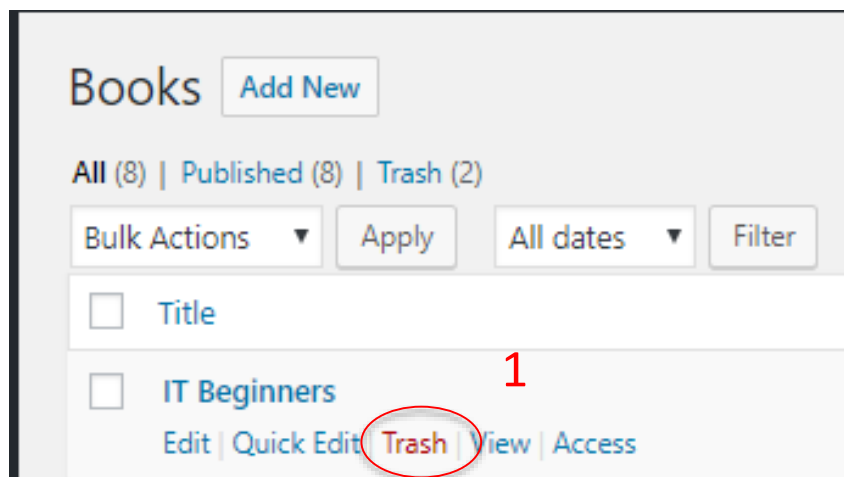 Books Add New
All (8) | Published (8) | Trash (2)
Bulk Actions Apply All dates Filter
Title
IT Beginners 1
Edit | Quick Edit | Trash | View | Access